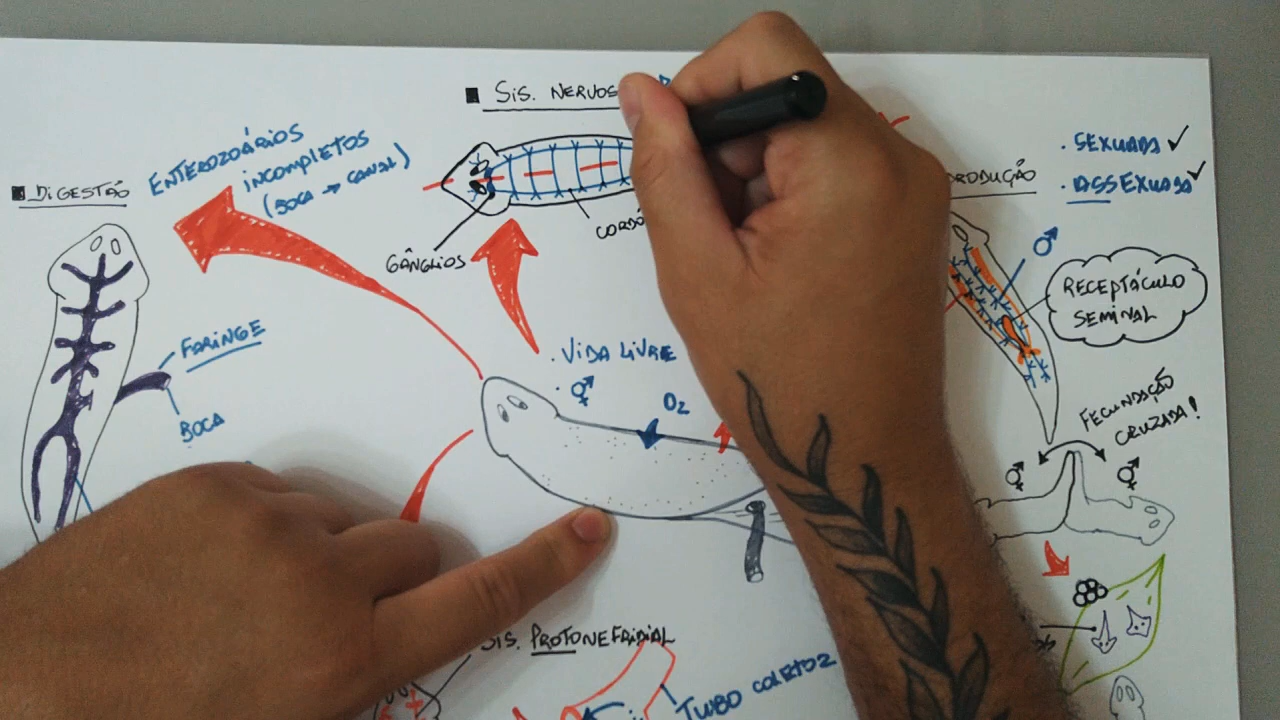 SIS. NERVOS
DIGESTÃO
ENTEROZOÁRIOS
INCOMPLETOS
(BOCA → CANAL)
GÂNGLIOS
CORDÕ
FARINGE
BOCA
. VIDA LIVRE
. ⚥
O2
RODUÇÃO
. SEXUADA ✓
. ASSEXUADA ✓
♂
RECEPTÁCULO
SEMINAL
FECUNDAÇÃO
CRUZADA!
SIS. PROTONEFRIDIAL
TUBO COLETOR